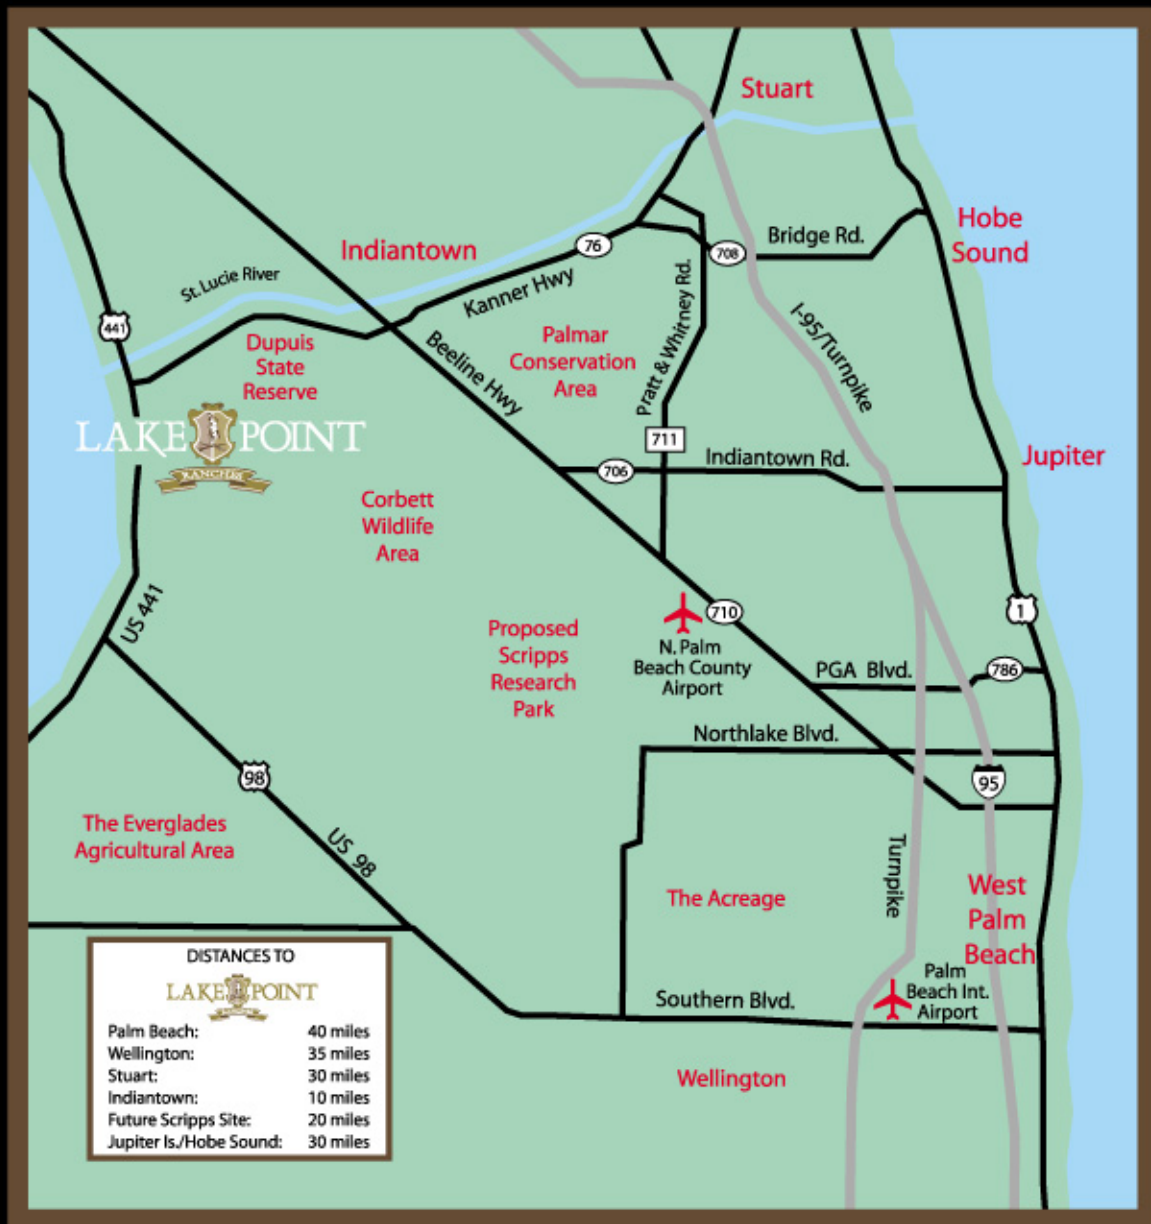 Stuart
Hobe
Sound
Bridge Rd.
708
76
Indiantown
St. Lucie River
Kanner Hwy
441
Dupuis
State
Reserve
Beeline Hwy
Palmar
Conservation
Area
Pratt & Whitney Rd.
I-95/Turnpike
LAKE POINT
RANCHES
711
706
Indiantown Rd.
Jupiter
Corbett
Wildlife
Area
US 441
Proposed
Scripps
Research
Park
710
N. Palm
Beach County
Airport
1
PGA Blvd.
786
Northlake Blvd.
98
95
US 98
The Everglades
Agricultural Area
Turnpike
The Acreage
West
Palm
Beach
Palm
Beach Int.
Airport
Southern Blvd.
Wellington
DISTANCES TO
LAKE POINT
RANCHES
Palm Beach: 40 miles
Wellington: 35 miles
Stuart: 30 miles
Indiantown: 10 miles
Future Scripps Site: 20 miles
Jupiter Is./Hobe Sound: 30 miles